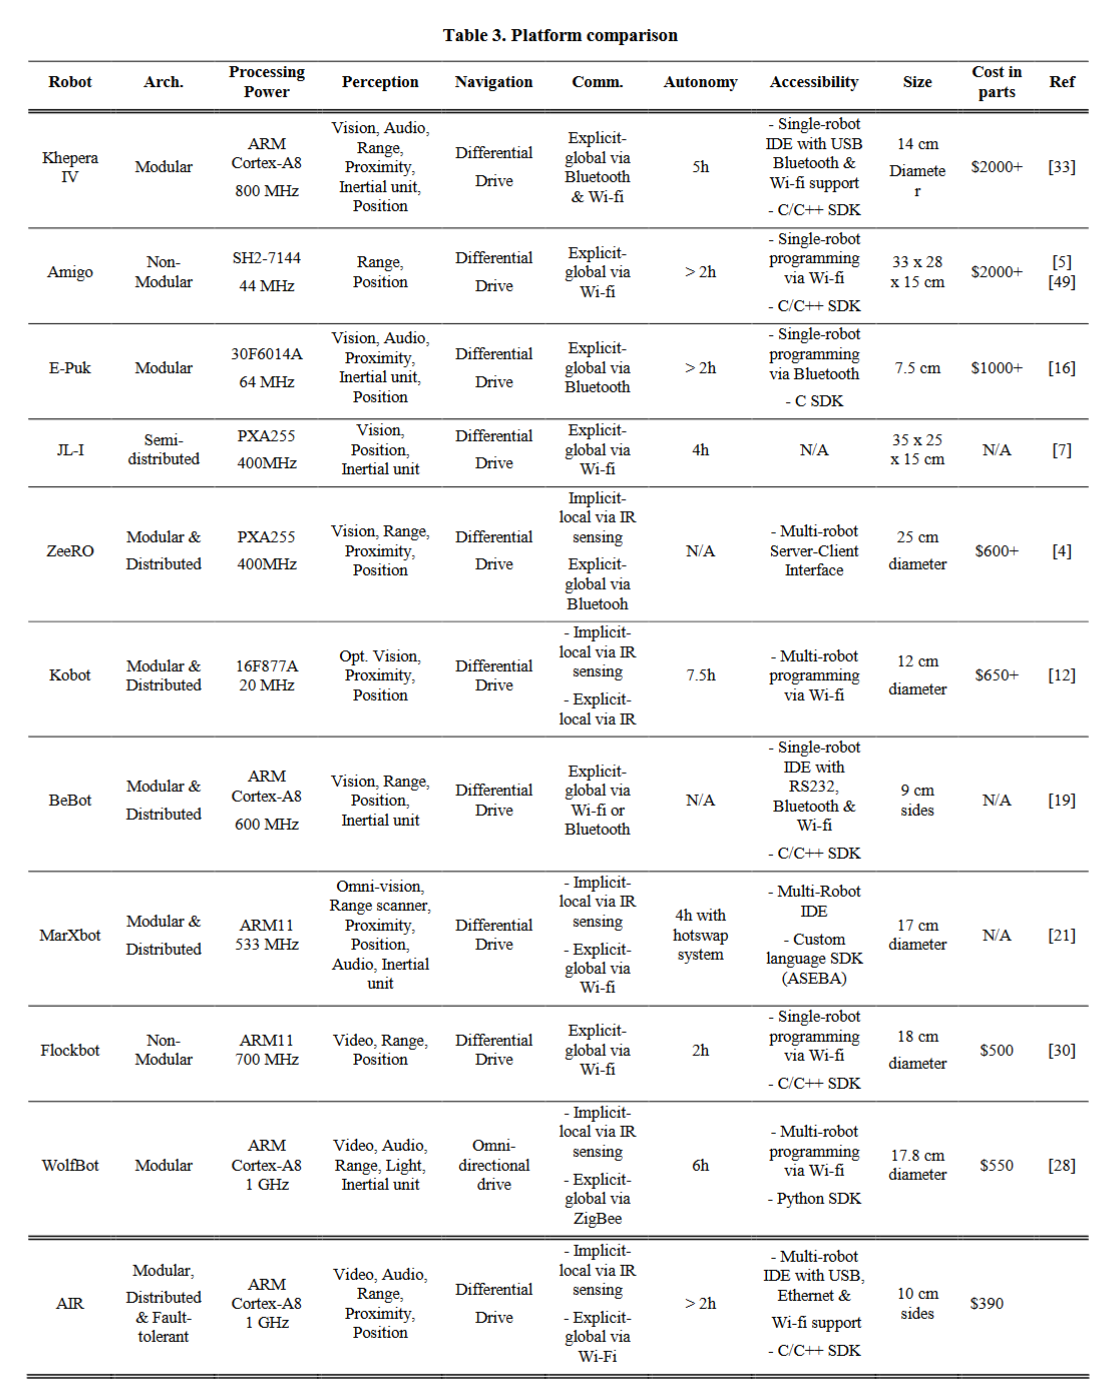 Table 3. Platform comparison
Robot Arch. Processing Power Perception Navigation Comm. Autonomy Accessibility Size Cost in parts Ref
Khepera
IV
Modular
ARM
Cortex-A8
800 MHz
Vision, Audio,
Range,
Proximity,
Inertial unit,
Position
Differential
Drive
Explicit-
global via
Bluetooth
& Wi-fi
5h
- Single-robot
IDE with USB
Bluetooth &
Wi-fi support
- C/C++ SDK
14 cm
Diamete
r
$2000+
[33]
Amigo
Non-
Modular
SH2-7144
44 MHz
Range,
Position
Differential
Drive
Explicit-
global via
Wi-fi
> 2h
- Single-robot
programming
via Wi-fi
- C/C++ SDK
33 x 28
x 15 cm
$2000+
[5]
[49]
E-Puk
Modular
30F6014A
64 MHz
Vision, Audio,
Proximity,
Inertial unit,
Position
Differential
Drive
Explicit-
global via
Bluetooth
> 2h
- Single-robot
programming
via Bluetooth
- C SDK
7.5 cm
$1000+
[16]
JL-I
Semi-
distributed
PXA255
400MHz
Vision,
Position,
Inertial unit
Differential
Drive
Explicit-
global via
Wi-fi
4h
N/A
35 x 25
x 15 cm
N/A
[7]
ZeeRO
Modular &
Distributed
PXA255
400MHz
Vision, Range,
Proximity,
Position
Differential
Drive
Implicit-
local via IR
sensing
Explicit-
global via
Bluetooh
N/A
- Multi-robot
Server-Client
Interface
25 cm
diameter
$600+
[4]
Kobot
Modular &
Distributed
16F877A
20 MHz
Opt. Vision,
Proximity,
Position
Differential
Drive
- Implicit-
local via IR
sensing
- Explicit-
local via IR
7.5h
- Multi-robot
programming
via Wi-fi
12 cm
diameter
$650+
[12]
BeBot
Modular &
Distributed
ARM
Cortex-A8
600 MHz
Vision, Range,
Position,
Inertial unit
Differential
Drive
Explicit-
global via
Wi-fi or
Bluetooth
N/A
- Single-robot
IDE with
RS232,
Bluetooth &
Wi-fi
- C/C++ SDK
9 cm
sides
N/A
[19]
MarXbot
Modular &
Distributed
ARM11
533 MHz
Omni-vision,
Range scanner,
Proximity,
Position,
Audio, Inertial
unit
Differential
Drive
- Implicit-
local via IR
sensing
- Explicit-
global via
Wi-fi
4h with
hotswap
system
- Multi-Robot
IDE
- Custom
language SDK
(ASEBA)
17 cm
diameter
N/A
[21]
Flockbot
Non-
Modular
ARM11
700 MHz
Video, Range,
Position
Differential
Drive
Explicit-
global via
Wi-fi
2h
- Single-robot
programming
via Wi-fi
- C/C++ SDK
18 cm
diameter
$500
[30]
WolfBot
Modular
ARM
Cortex-A8
1 GHz
Video, Audio,
Range, Light,
Inertial unit
Omni-
directional
drive
- Implicit-
local via IR
sensing
- Explicit-
global via
ZigBee
6h
- Multi-robot
programming
via Wi-fi
- Python SDK
17.8 cm
diameter
$550
[28]
AIR
Modular,
Distributed
& Fault-
tolerant
ARM
Cortex-A8
1 GHz
Video, Audio,
Range,
Proximity,
Position
Differential
Drive
- Implicit-
local via IR
sensing
- Explicit-
global via
Wi-Fi
> 2h
- Multi-robot
IDE with USB,
Ethernet &
Wi-fi support
- C/C++ SDK
10 cm
sides
$390